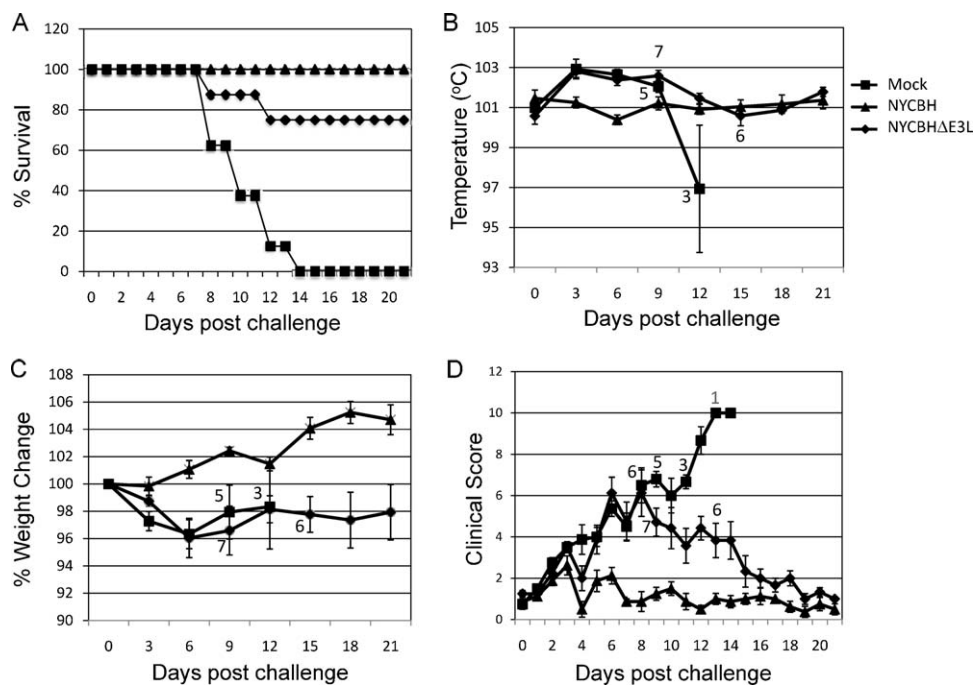 A
120
100
80
60
40
20
0
% Survival
0 2 4 6 8 10 12 14 16 18 20
Days post challenge
B
107
105
103
101
99
97
95
93
Temperature (°C)
7
5
6
3
0 3 6 9 12 15 18 21
Days post challenge
Mock
NYCBH
NYCBHΔE3L
C
108
106
104
102
100
98
96
94
92
90
% Weight Change
5 3
7 6
0 3 6 9 12 15 18 21
Days post challenge
D
12
10
8
6
4
2
0
Clinical Score
1
6 5 3
7 6
0 2 4 6 8 10 12 14 16 18 20
Days post challenge